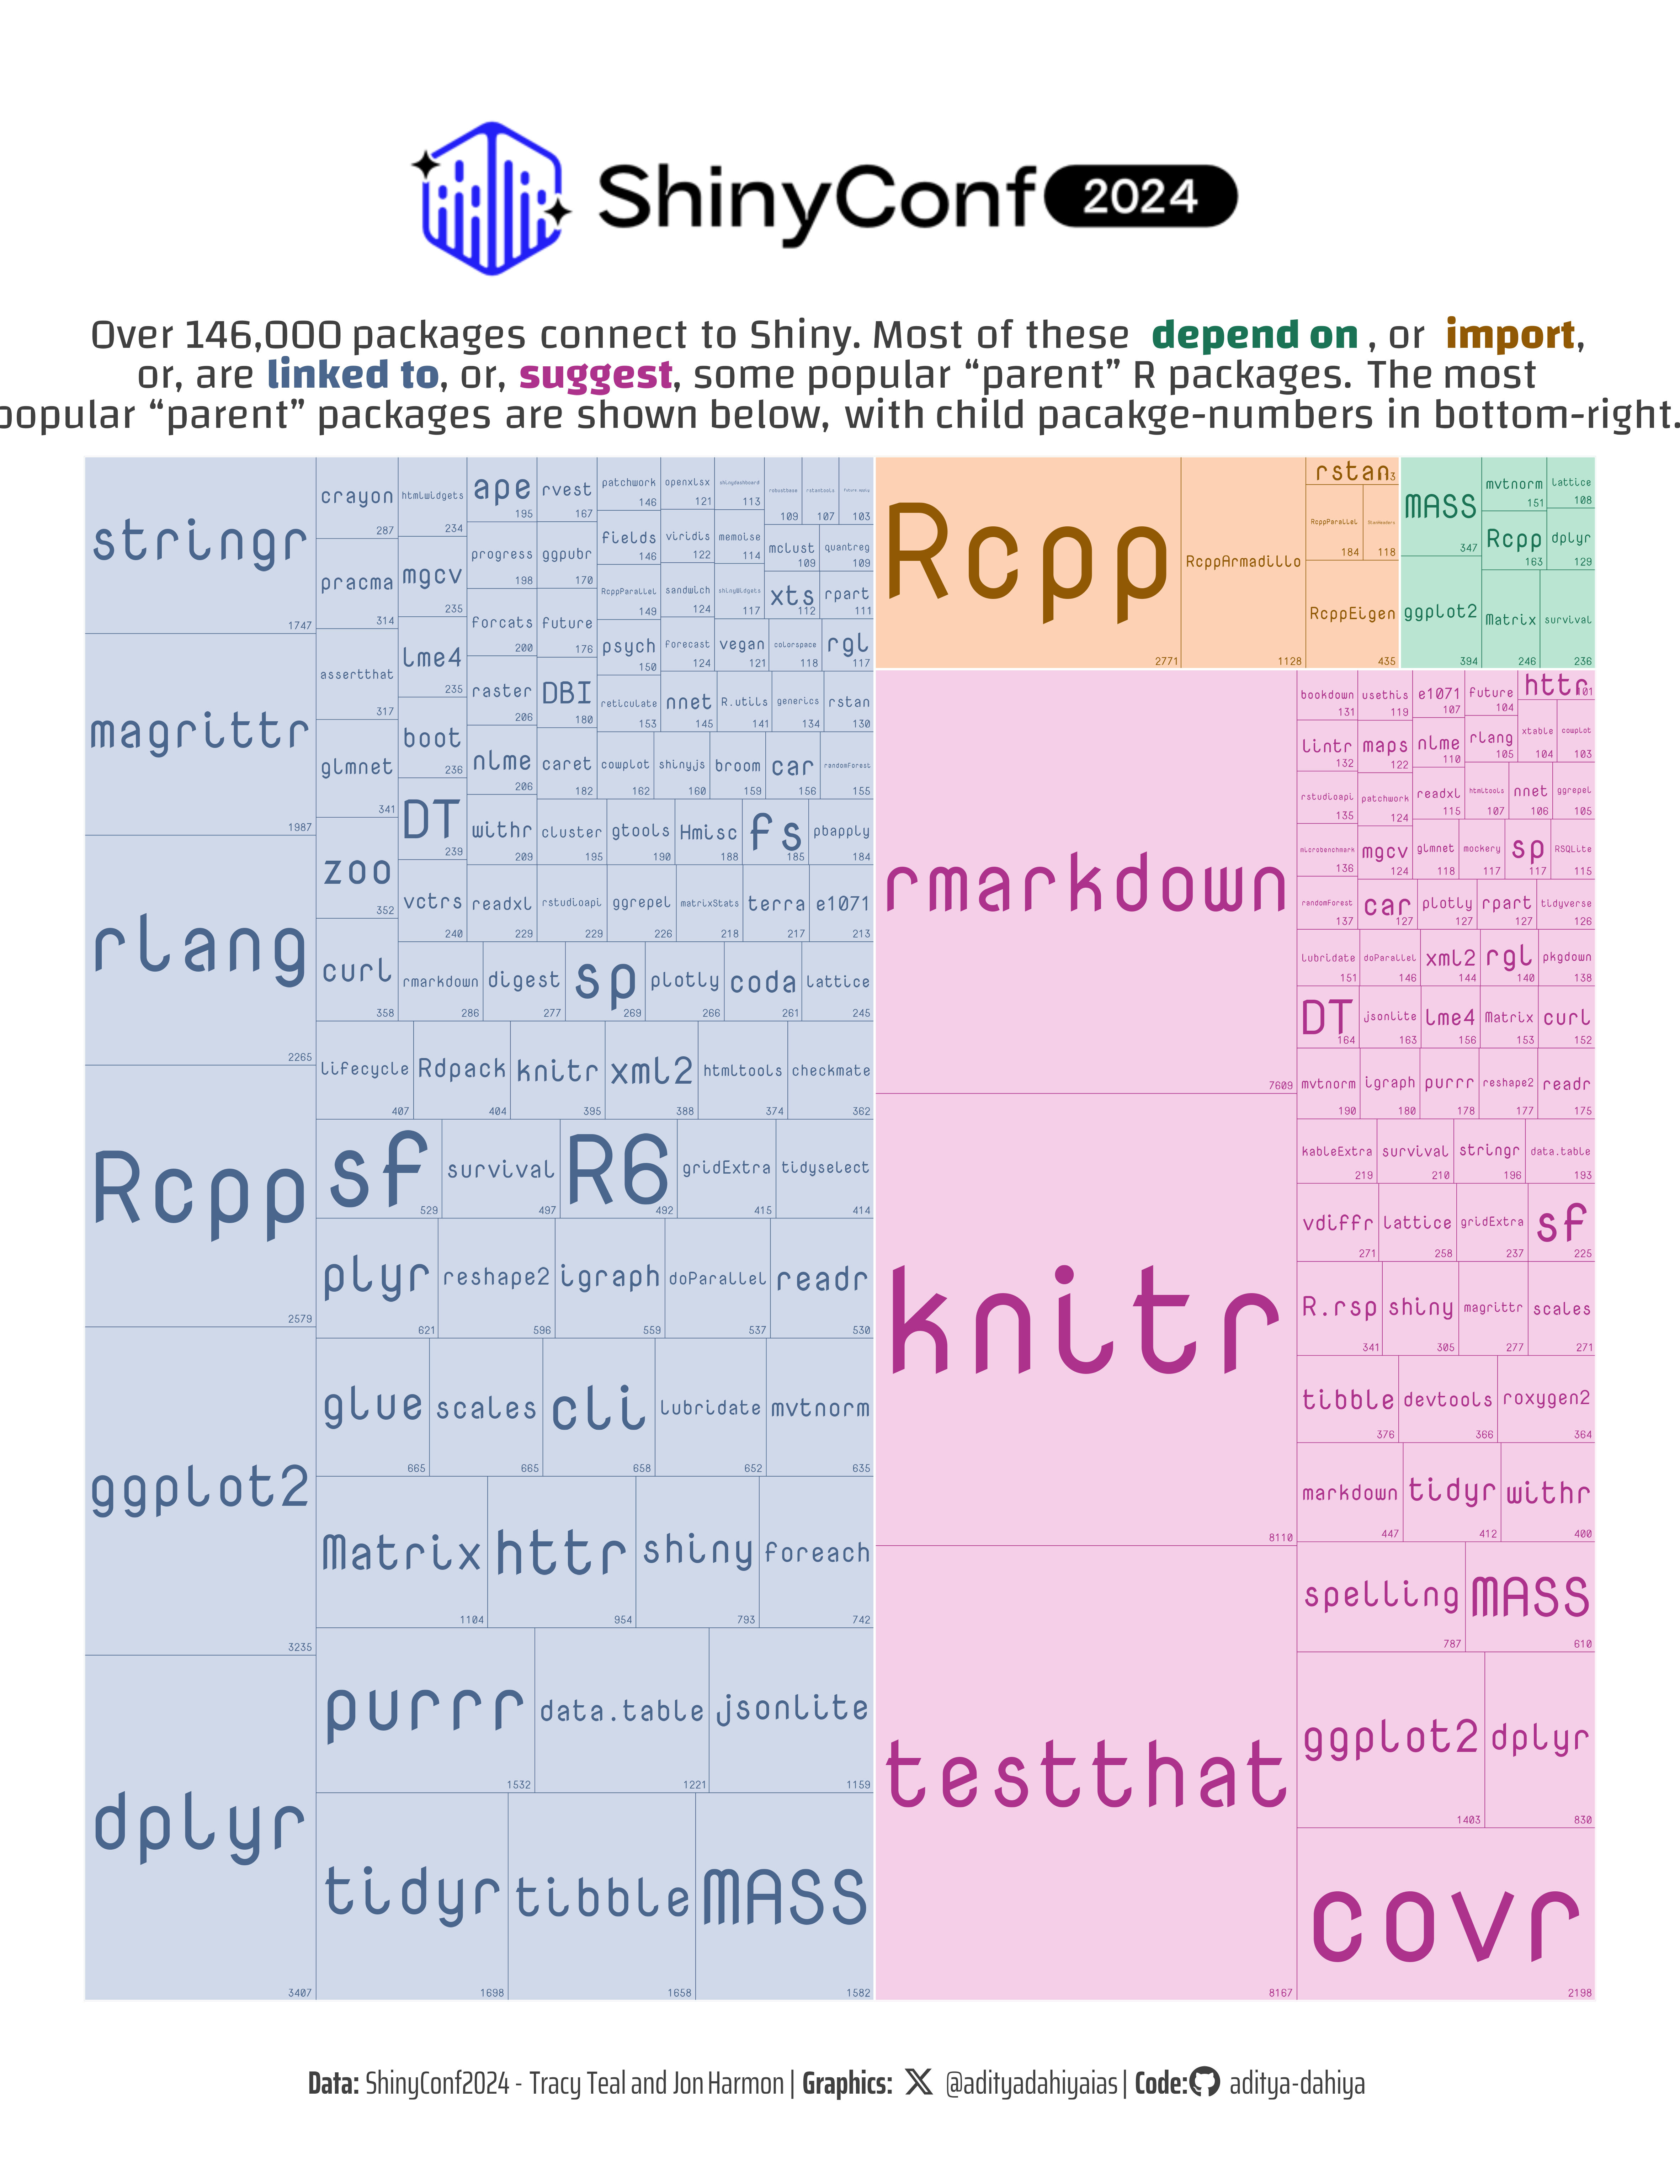 ShinyConf 2024
Over 146,000 packages connect to Shiny. Most of these depend on , or import,
or, are linked to, or, suggest, some popular “parent” R packages. The most
popular “parent” packages are shown below, with child pacakge-numbers in bottom-right.
stringr
1747
magrittr
1987
rlang
2265
Rcpp
2579
ggplot2
3235
dplyr
3407
crayon
287
pracma
314
assertthat
317
glmnet
341
zoo
352
curl
358
htmlwidgets
234
mgcv
235
lme4
235
boot
236
DT
239
vctrs
240
ape
195
progress
198
forcats
200
raster
206
nlme
206
withr
209
readxl
229
rvest
167
ggpubr
170
future
176
DBI
180
caret
182
cluster
195
gtools
190
Hmisc
188
fs
185
pbapply
184
rstudioapi
229
ggrepel
226
matrixStats
218
terra
217
e1071
213
patchwork
146
fields
146
RcppParallel
149
psych
150
reticulate
153
nnet
145
R.utils
141
generics
134
rstan
130
cowplot
162
shinyjs
160
broom
159
car
156
randomForest
155
openxlsx
121
viridis
122
sandwich
124
forecast
124
shinydashboard
113
memoise
114
shinyWidgets
117
vegan
121
colorspace
118
rgl
117
robustbase
109
rstantools
107
future.apply
103
mclust
109
quantreg
109
xts
112
rpart
111
rmarkdown
286
digest
277
sp
269
plotly
266
coda
261
lattice
245
lifecycle
407
Rdpack
404
knitr
395
xml2
388
htmltools
374
checkmate
362
sf
529
survival
497
R6
492
gridExtra
415
tidyselect
414
plyr
621
reshape2
596
igraph
559
doParallel
537
readr
530
glue
665
scales
665
cli
658
lubridate
652
mvtnorm
635
Matrix
1104
httr
954
shiny
793
foreach
742
purrr
1532
data.table
1221
jsonlite
1159
tidyr
1698
tibble
1658
MASS
1582
Rcpp
2771
RcppArmadillo
1128
rstan
RcppParallel
184
StanHeaders
118
RcppEigen
435
MASS
347
ggplot2
394
mvtnorm
151
lattice
108
Rcpp
163
dplyr
129
Matrix
246
survival
236
rmarkdown
7609
knitr
8110
testthat
8167
bookdown
131
usethis
119
e1071
107
future
104
httr
lintr
132
maps
122
nlme
110
rlang
105
xtable
104
cowplot
103
rstudioapi
135
patchwork
124
readxl
115
htmltools
107
nnet
106
ggrepel
105
microbenchmark
136
mgcv
124
glmnet
118
mockery
117
sp
117
RSQLite
115
randomForest
137
car
127
plotly
127
rpart
127
tidyverse
126
lubridate
151
doParallel
146
xml2
144
rgl
140
pkgdown
138
DT
164
jsonlite
163
lme4
156
Matrix
153
curl
152
mvtnorm
190
igraph
180
purrr
178
reshape2
177
readr
175
kableExtra
219
survival
210
stringr
196
data.table
193
vdiffr
271
lattice
258
gridExtra
237
sf
225
R.rsp
341
shiny
305
magrittr
277
scales
271
tibble
376
devtools
366
roxygen2
364
markdown
447
tidyr
412
withr
400
spelling
787
MASS
610
ggplot2
1403
dplyr
830
covr
2198
Data: ShinyConf2024 - Tracy Teal and Jon Harmon | Graphics: X @adityadahiyaias | Code: aditya-dahiya